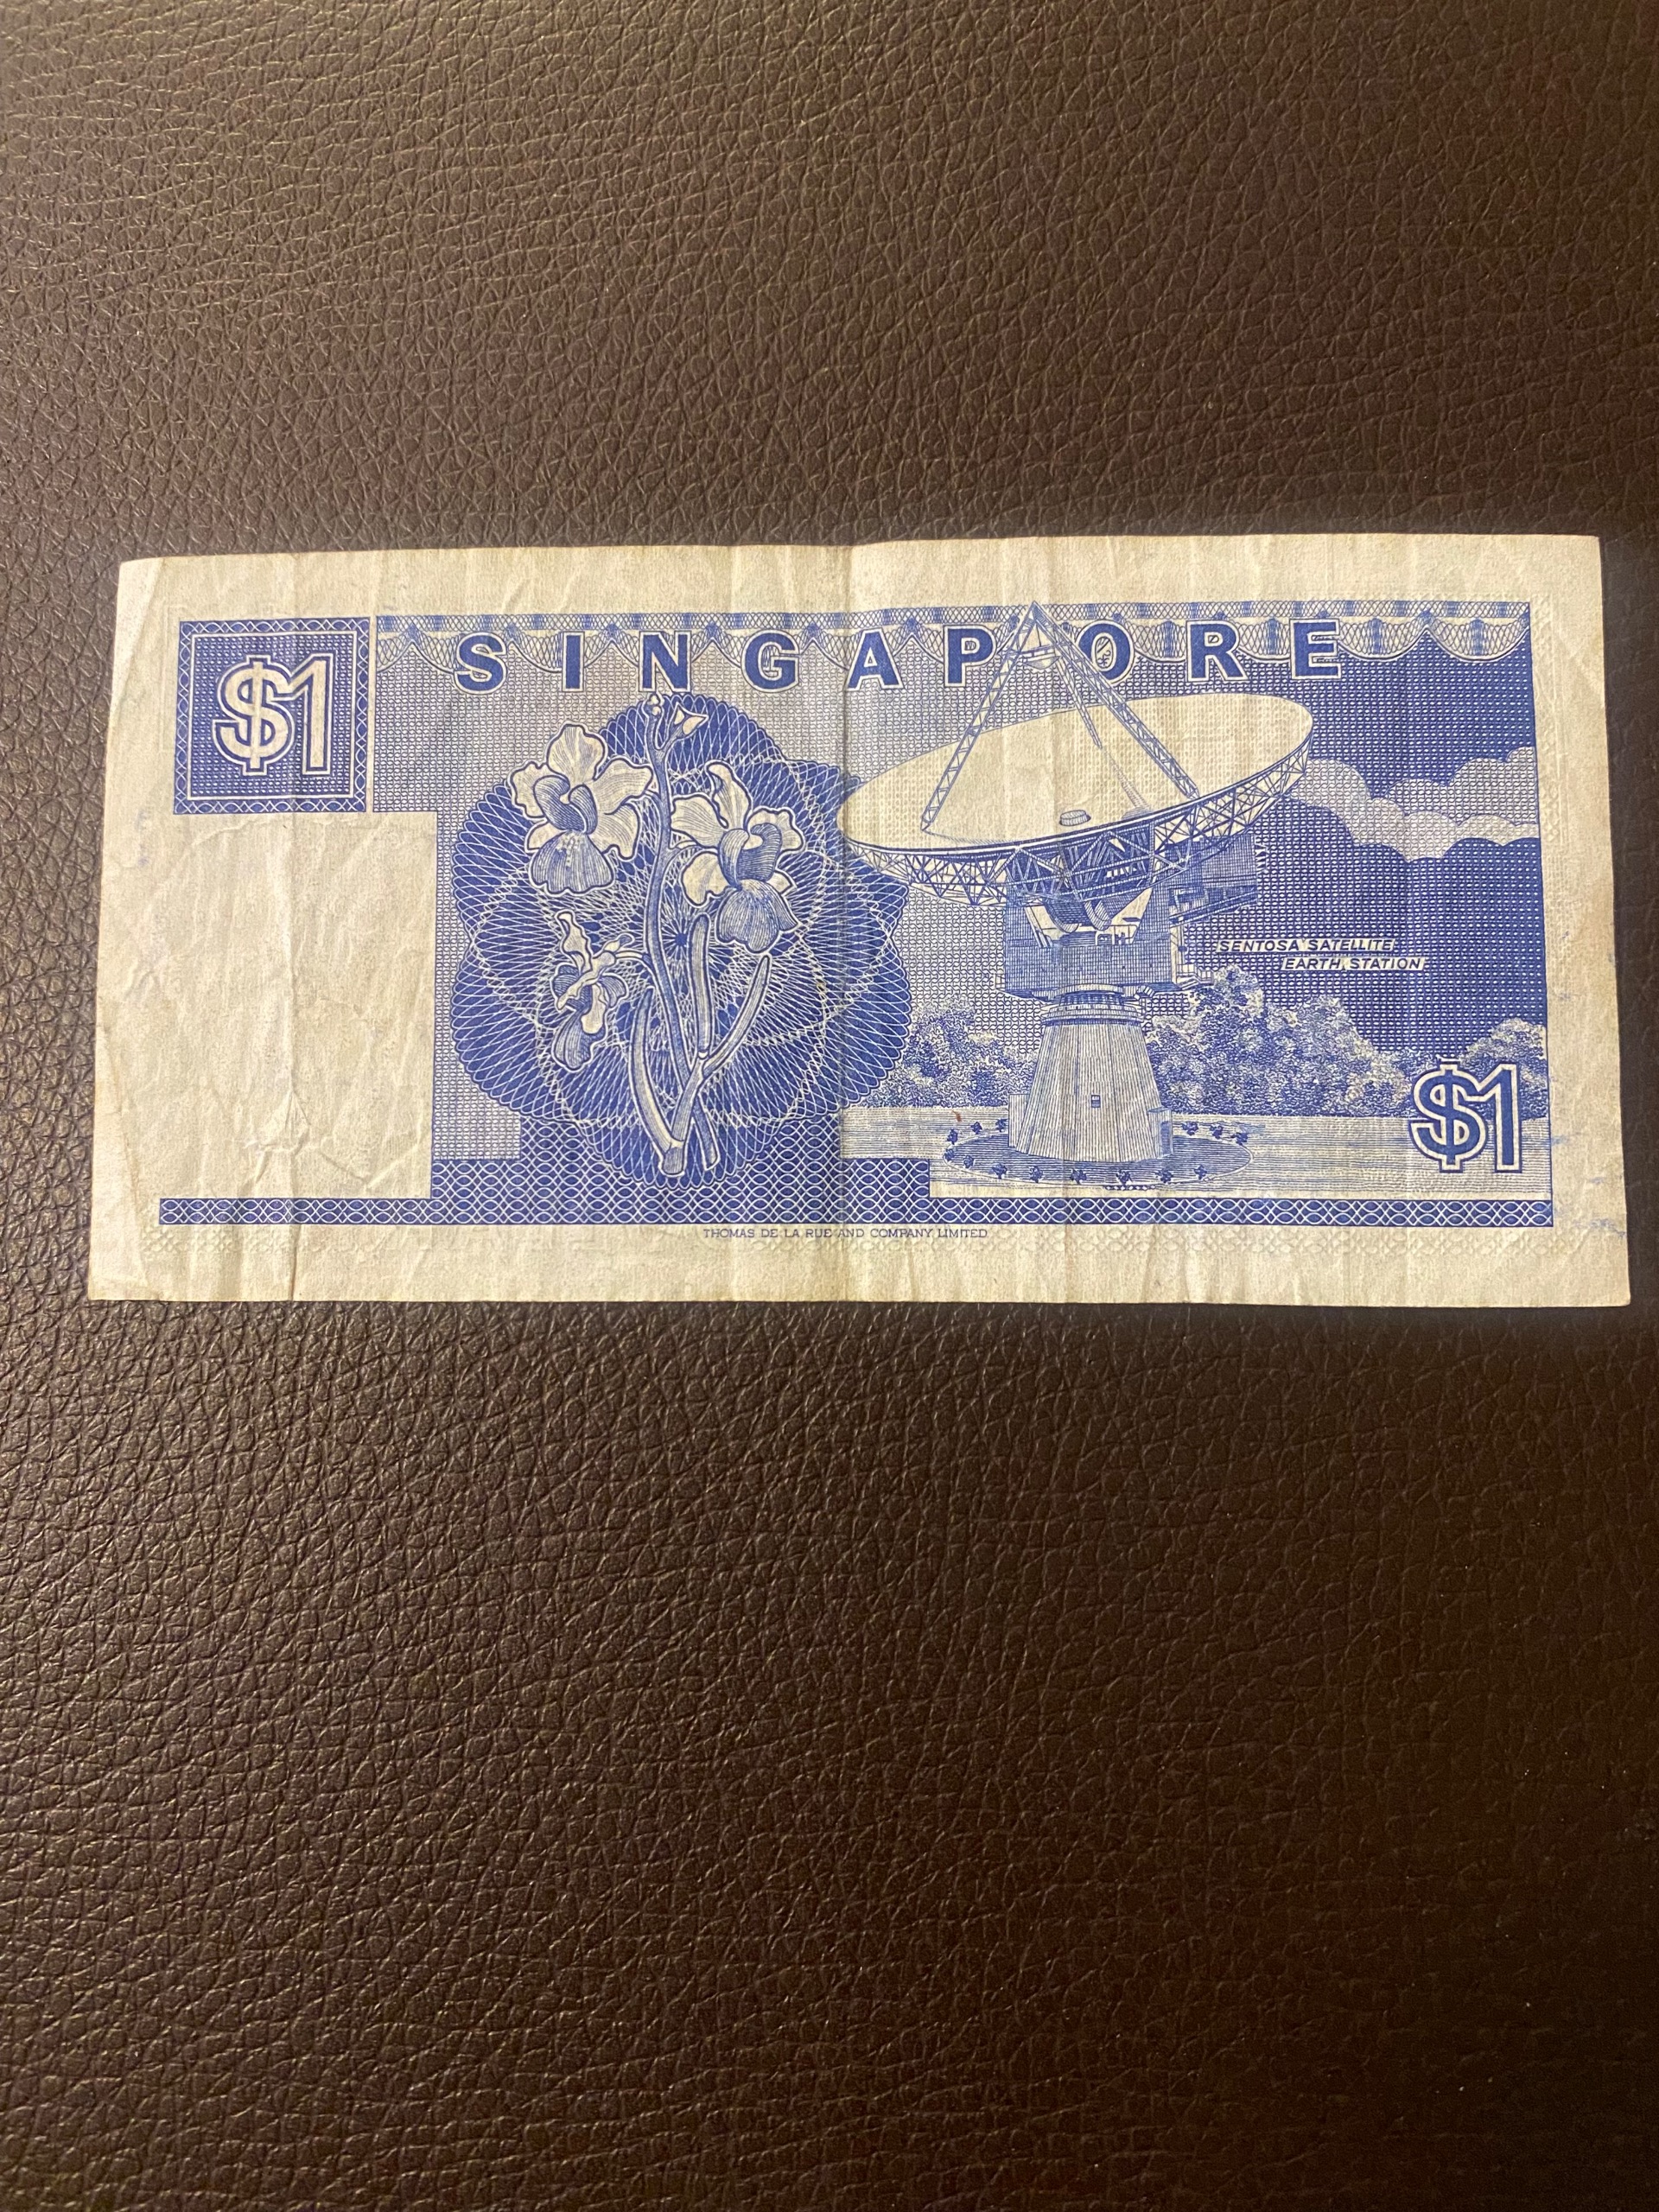 $1
SINGAPORE
SENTOSA SATELLITE
EARTH STATION
$1
THOMAS DE LA RUE AND COMPANY LIMITED